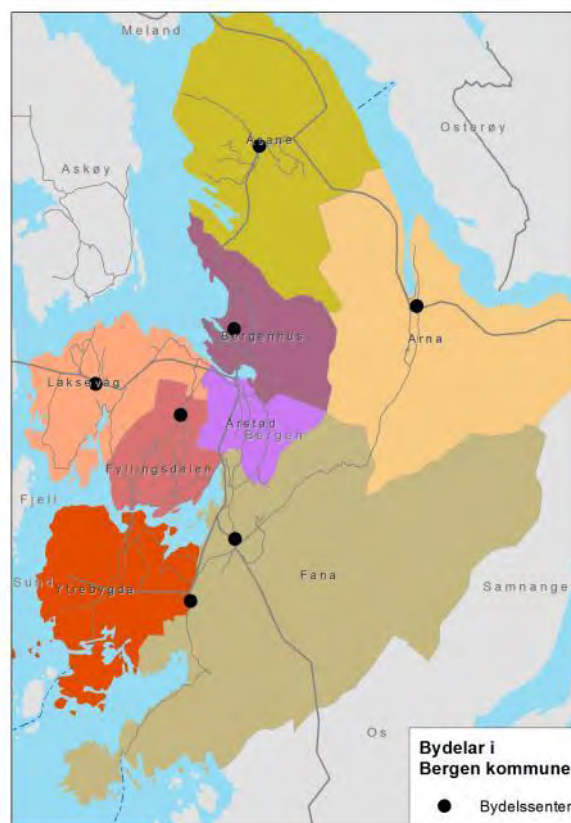 Meland
Åsane
Osterøy
Askøy
Bergenhus
Arna
Laksevåg
Årstad
Bergen
Fyllingsdalen
Fjell
Sund
Ytrebygda
Fana
Samnange
Os
Bydelar i
Bergen kommune
Bydelssenter